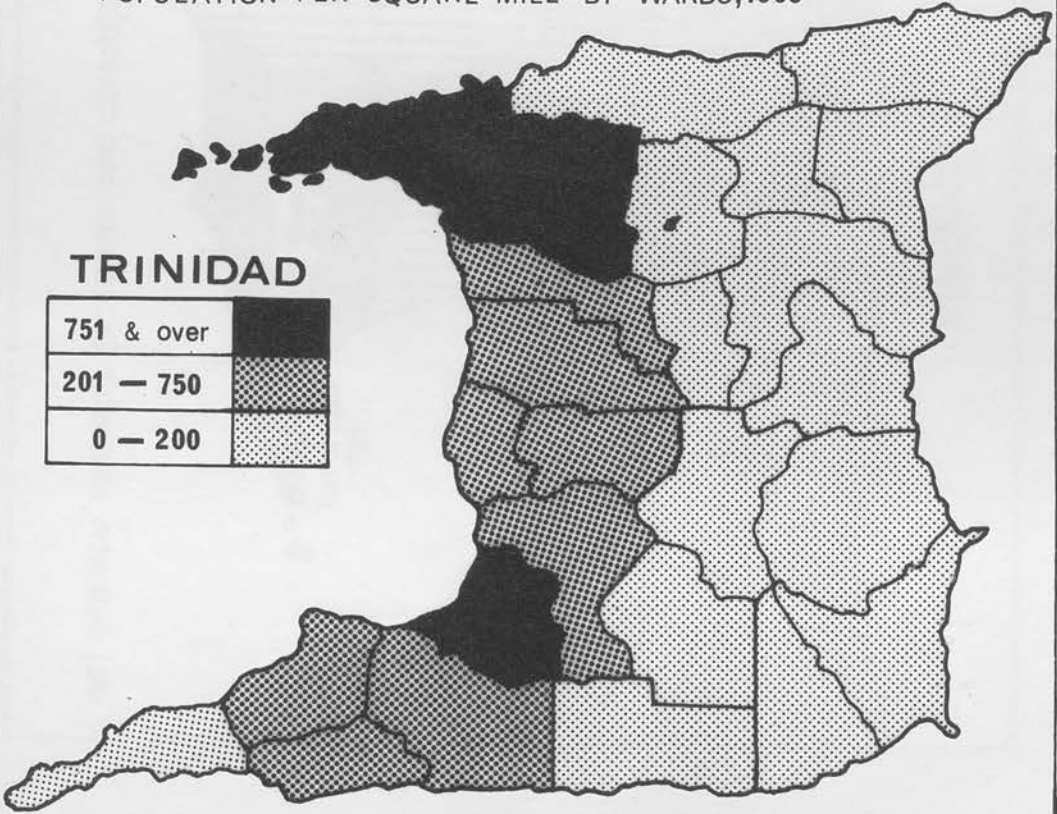 POPULATION PER SQUARE MILE BY WARDS,
TRINIDAD
751 & over
201 — 750
0 — 200